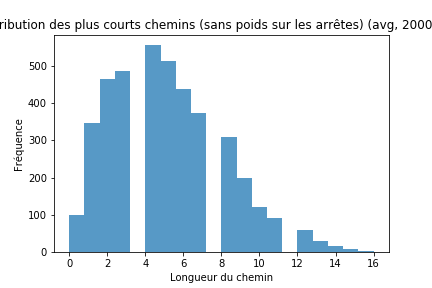 ribution des plus courts chemins (sans poids sur les arrêtes) (avg, 2000
500
400
300
200
100
0
Fréquence
0 2 4 6 8 10 12 14 16
Longueur du chemin